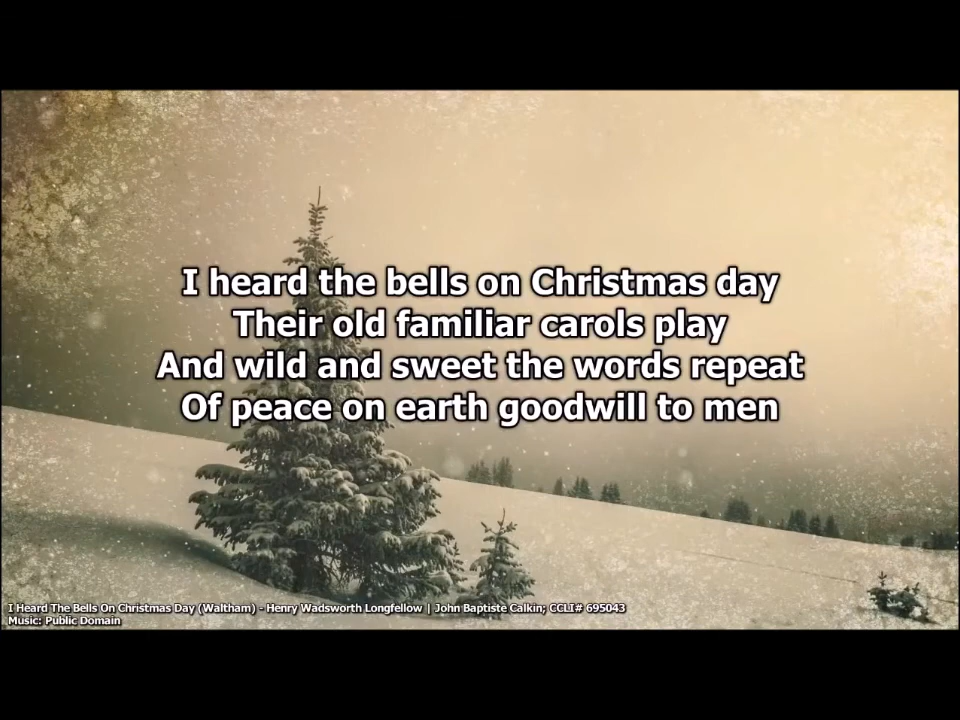 I heard the bells on Christmas day
Their old familiar carols play
And wild and sweet the words repeat
Of peace on earth goodwill to men
I Heard The Bells On Christmas Day (Waltham) - Henry Wadsworth Longfellow | John Baptiste Calkin; CCLI# 695043
Music: Public Domain